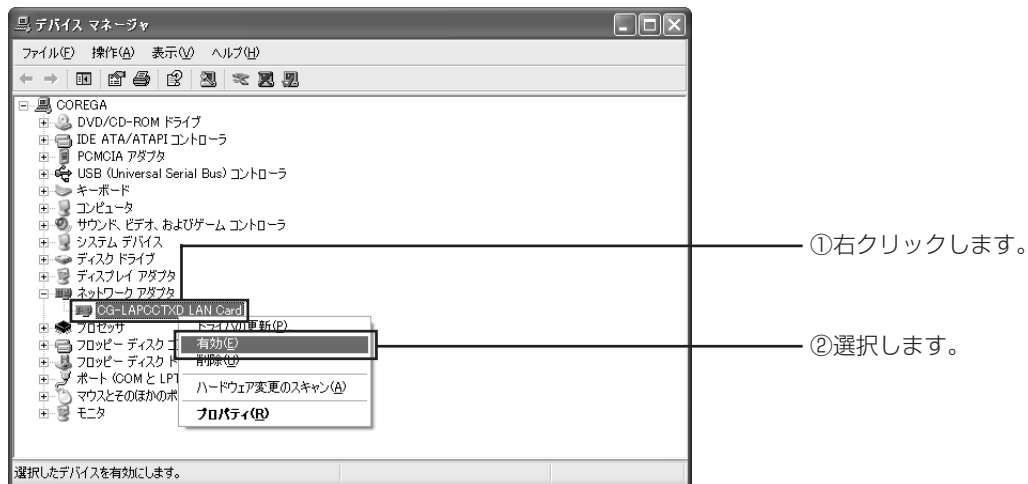 デバイス マネージャ
ファイル(F) 操作(A) 表示(V) ヘルプ(H)
COREGA
DVD/CD-ROM ドライブ
IDE ATA/ATAPI コントローラ
PCMCIA アダプタ
USB (Universal Serial Bus) コントローラ
キーボード
コンピュータ
サウンド、ビデオ、およびゲーム コントローラ
システム デバイス
ディスク ドライブ
ディスプレイ アダプタ
ネットワーク アダプタ
CG-LAPCCTXD LAN Card
プロセッサ
フロッピー ディスク コ
フロッピー ディスク ド
ポート (COM と LPT
マウスとそのほかのポ
モニタ
ドライバの更新(P)
有効(E)
削除(U)
ハードウェア変更のスキャン(A)
プロパティ(R)
選択したデバイスを有効にします。
①右クリックします。
②選択します。